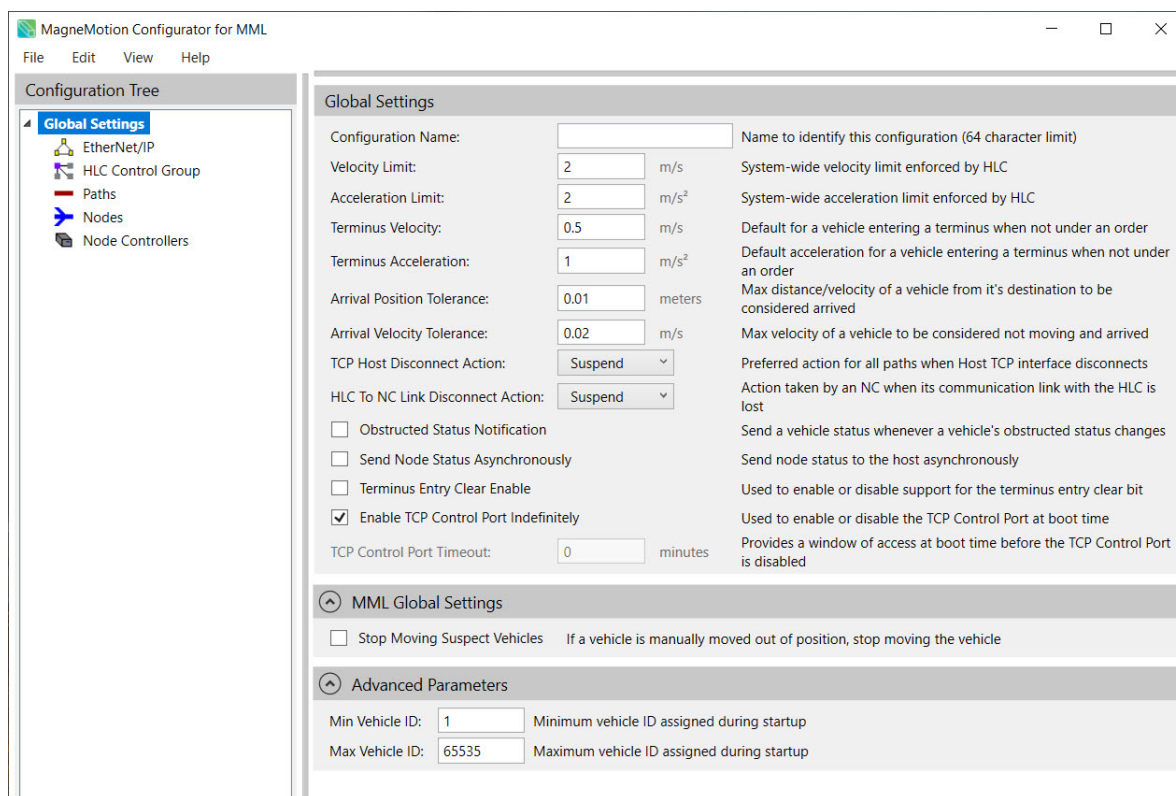 MagneMotion Configurator for MML
File Edit View Help
Configuration Tree
Global Settings
EtherNet/IP
HLC Control Group
Paths
Nodes
Node Controllers
Global Settings
Configuration Name: Name to identify this configuration (64 character limit)
Velocity Limit: 2 m/s System-wide velocity limit enforced by HLC
Acceleration Limit: 2 m/s² System-wide acceleration limit enforced by HLC
Terminus Velocity: 0.5 m/s Default for a vehicle entering a terminus when not under an order
Terminus Acceleration: 1 m/s² Default acceleration for a vehicle entering a terminus when not under
an order
Arrival Position Tolerance: 0.01 meters Max distance/velocity of a vehicle from it's destination to be
considered arrived
Arrival Velocity Tolerance: 0.02 m/s Max velocity of a vehicle to be considered not moving and arrived
TCP Host Disconnect Action: Suspend Preferred action for all paths when Host TCP interface disconnects
HLC To NC Link Disconnect Action: Suspend Action taken by an NC when its communication link with the HLC is
lost
Obstructed Status Notification Send a vehicle status whenever a vehicle's obstructed status changes
Send Node Status Asynchronously Send node status to the host asynchronously
Terminus Entry Clear Enable Used to enable or disable support for the terminus entry clear bit
Enable TCP Control Port Indefinitely Used to enable or disable the TCP Control Port at boot time
TCP Control Port Timeout: 0 minutes Provides a window of access at boot time before the TCP Control Port
is disabled
MML Global Settings
Stop Moving Suspect Vehicles If a vehicle is manually moved out of position, stop moving the vehicle
Advanced Parameters
Min Vehicle ID: 1 Minimum vehicle ID assigned during startup
Max Vehicle ID: 65535 Maximum vehicle ID assigned during startup